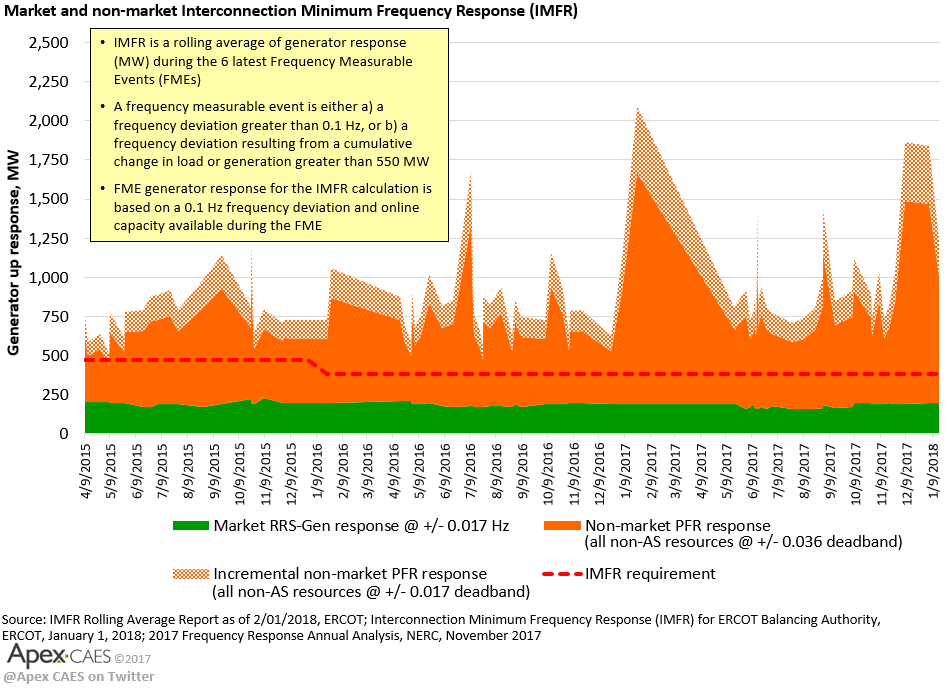 Market and non-market Interconnection Minimum Frequency Response (IMFR)
2,500
2,250
2,000
1,750
1,500
1,250
1,000
750
500
250
0
Generator up response, MW
• IMFR is a rolling average of generator response
(MW) during the 6 latest Frequency Measurable
Events (FMEs)
• A frequency measurable event is either a) a
frequency deviation greater than 0.1 Hz, or b) a
frequency deviation resulting from a cumulative
change in load or generation greater than 550 MW
• FME generator response for the IMFR calculation is
based on a 0.1 Hz frequency deviation and online
capacity available during the FME
4/9/2015
5/9/2015
6/9/2015
7/9/2015
8/9/2015
9/9/2015
10/9/2015
11/9/2015
12/9/2015
1/9/2016
2/9/2016
3/9/2016
4/9/2016
5/9/2016
6/9/2016
7/9/2016
8/9/2016
9/9/2016
10/9/2016
11/9/2016
12/9/2016
1/9/2017
2/9/2017
3/9/2017
4/9/2017
5/9/2017
6/9/2017
7/9/2017
8/9/2017
9/9/2017
10/9/2017
11/9/2017
12/9/2017
1/9/2018
Market RRS-Gen response @ +/- 0.017 Hz
Non-market PFR response
(all non-AS resources @ +/- 0.036 deadband)
Incremental non-market PFR response
(all non-AS resources @ +/- 0.017 deadband)
IMFR requirement
Source: IMFR Rolling Average Report as of 2/01/2018, ERCOT; Interconnection Minimum Frequency Response (IMFR) for ERCOT Balancing Authority,
ERCOT, January 1, 2018; 2017 Frequency Response Annual Analysis, NERC, November 2017
Apex CAES ©2017
@Apex CAES on Twitter